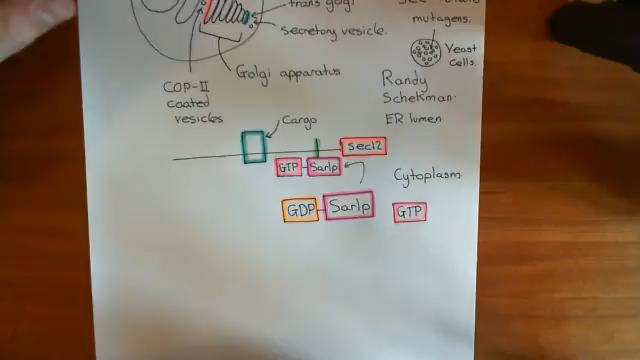 trans golgi
secretory vesicle.
Golgi apparatus
COP-II
coated
vesicles
mutagens.
Yeast
Cells.
Randy
Schekman.
ER lumen
Cargo
Sec12
GTP
Sar1p
Cytoplasm
GDP
Sar1p
GTP